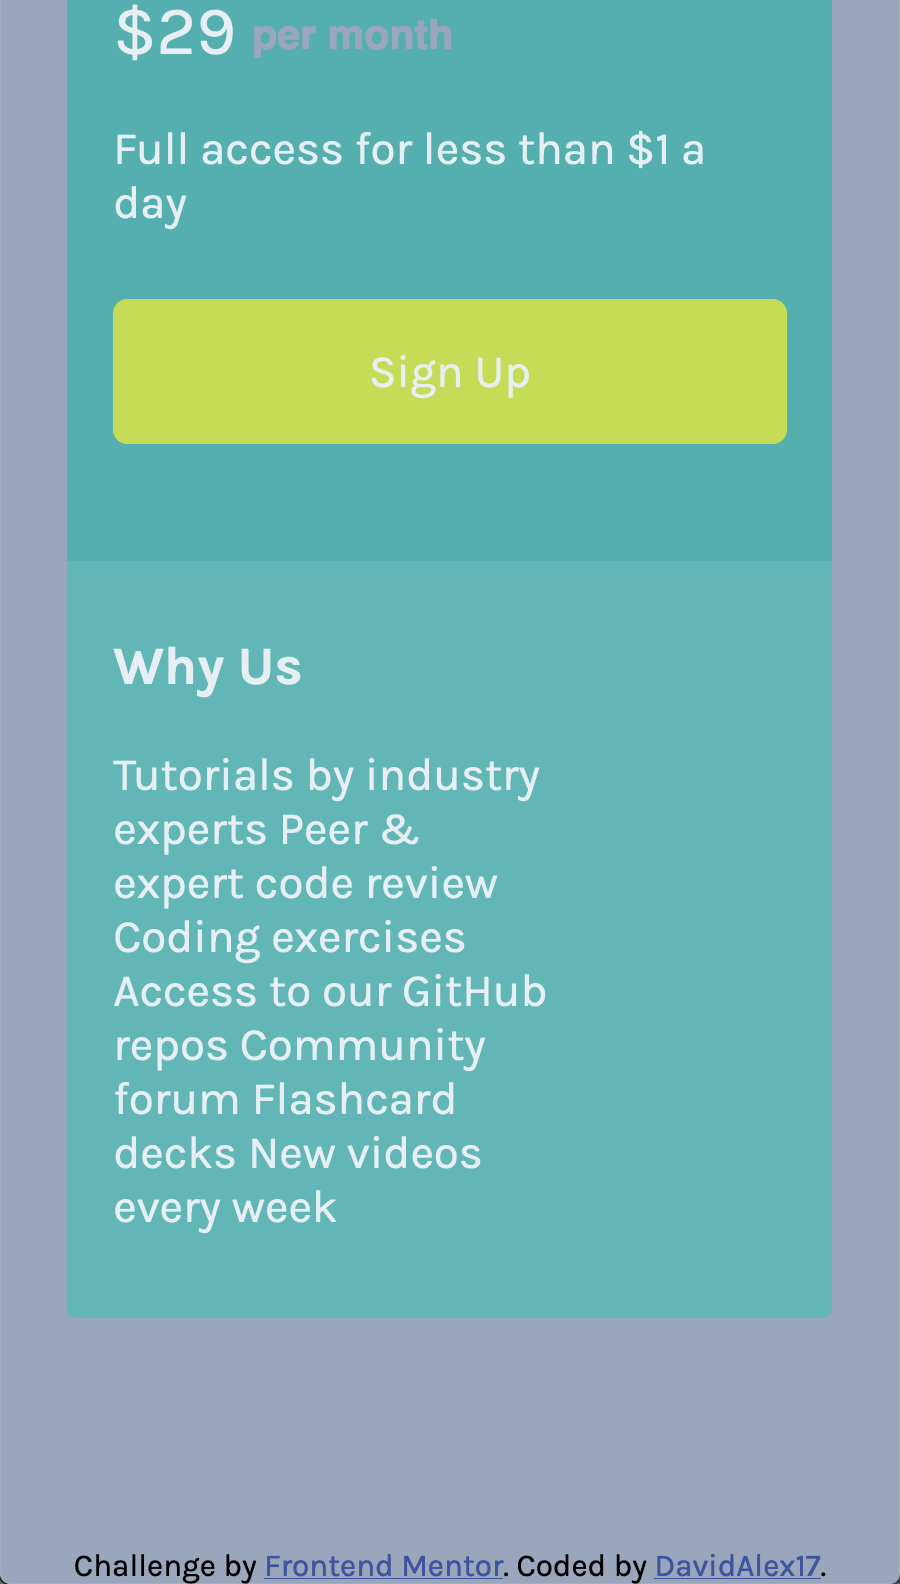 $29 per month
Full access for less than $1 a
day
Sign Up
Why Us
Tutorials by industry
experts Peer &
expert code review
Coding exercises
Access to our GitHub
repos Community
forum Flashcard
decks New videos
every week
Challenge by Frontend Mentor. Coded by DavidAlex17.